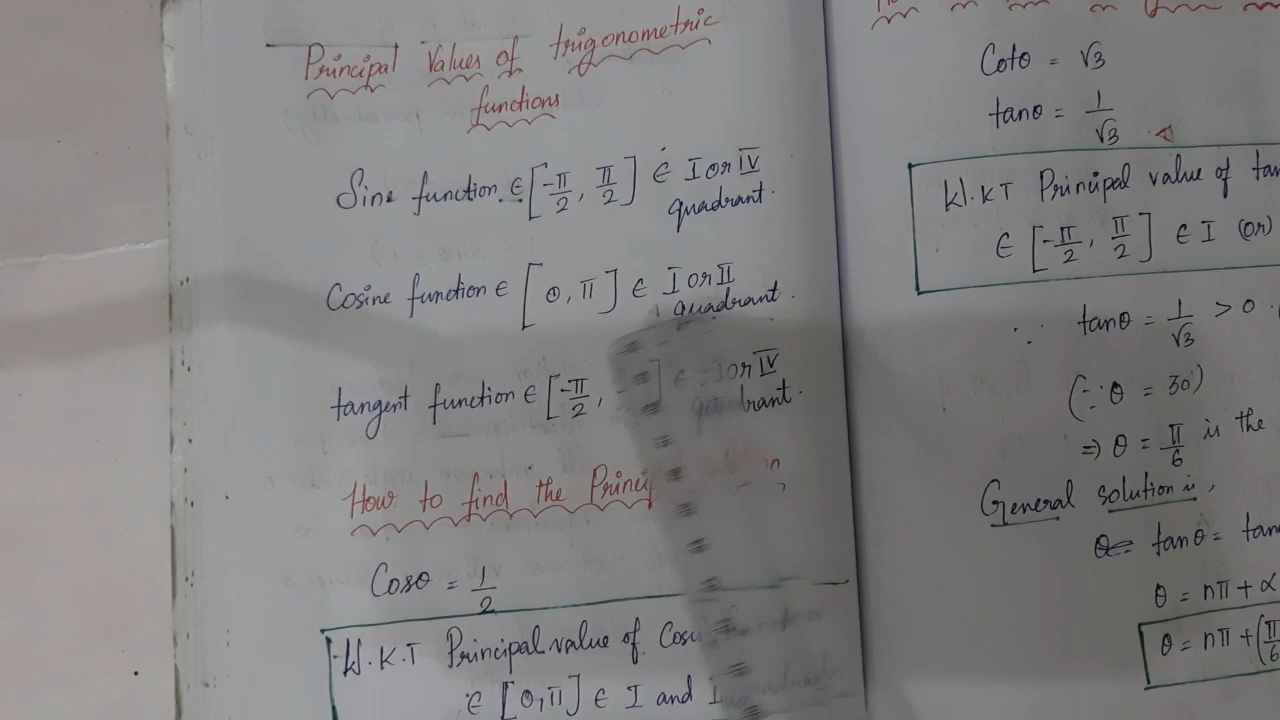 Principal Values of trigonometric
functions
Sine function ∈ [-π/2, π/2] ∈ I or IV
quadrant.
Cosine function ∈ [0, π] ∈ I or II
quadrant.
tangent function ∈ [-π/2, ] ∈ I or IV
How to find the
Cosθ = 1/2
W.K.T Principal value of
∈ [0, π] ∈ I and
Cotθ = √3
tanθ = 1/√3
W.K.T Principal value of tan
∈ [-π/2, π/2] ∈ I (or)
∴ tanθ = 1/√3 > 0
(∵ θ = 30°)
⇒ θ = π/6 is the
General solution is,
tanθ = tan
θ = nπ + α
θ = nπ + (π/6